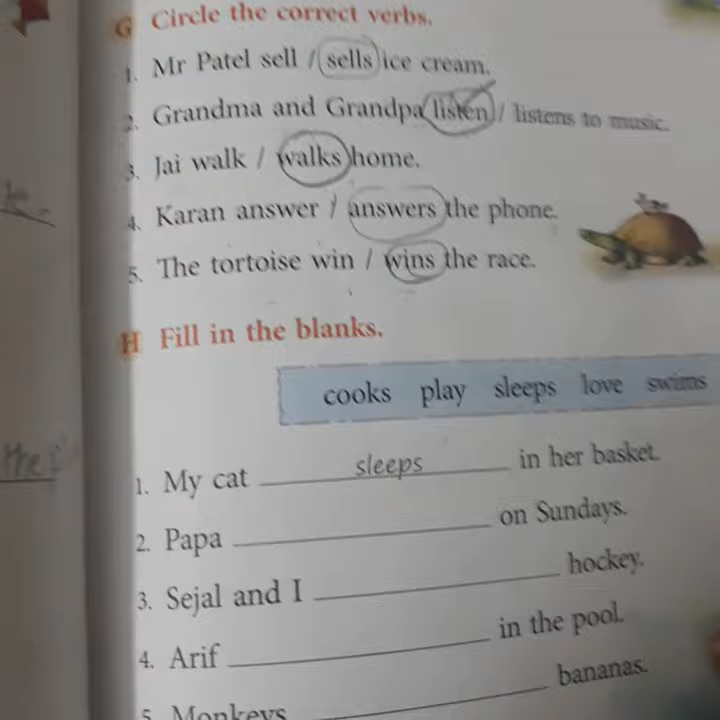 G Circle the correct verbs.
1. Mr Patel sell / sells ice cream.
2. Grandma and Grandpa listen / listens to music.
3. Jai walk / walks home.
4. Karan answer / answers the phone.
5. The tortoise win / wins the race.
H Fill in the blanks.
cooks play sleeps love swims
1. My cat sleeps in her basket.
2. Papa on Sundays.
3. Sejal and I hockey.
4. Arif in the pool.
5. Monkeys bananas.